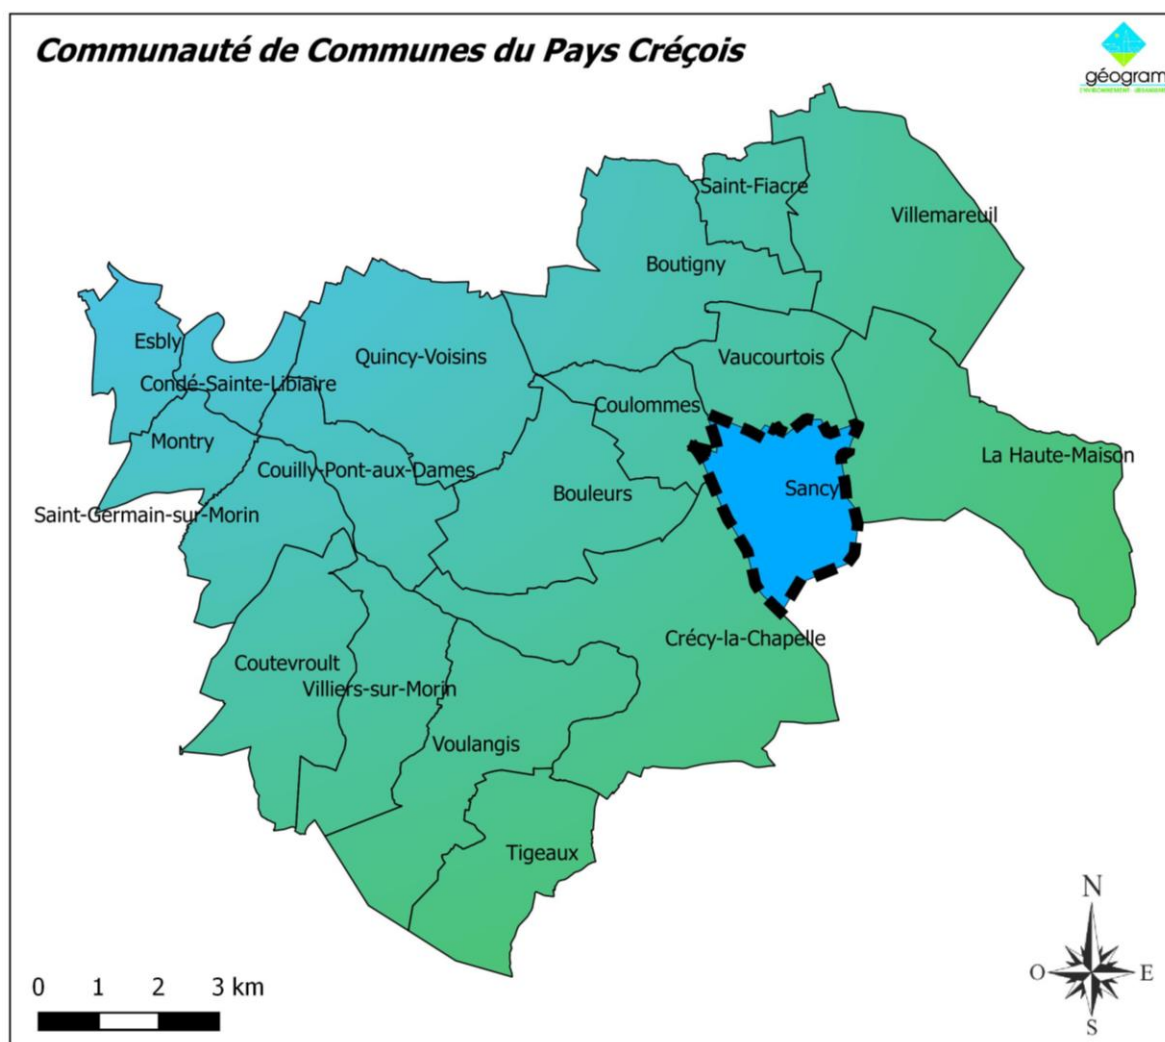 Communauté de Communes du Pays Créçois
géogram
Saint-Fiacre
Villemareuil
Boutigny
Esbly
Quincy-Voisins
Vaucourtois
Condé-Sainte-Libiaire
Coulommes
Montry
La Haute-Maison
Couilly-Pont-aux-Dames
Bouleurs
Sancy
Saint-Germain-sur-Morin
Crécy-la-Chapelle
Coutevroult
Villiers-sur-Morin
Voulangis
Tigeaux
N
O E
S
0 1 2 3 km